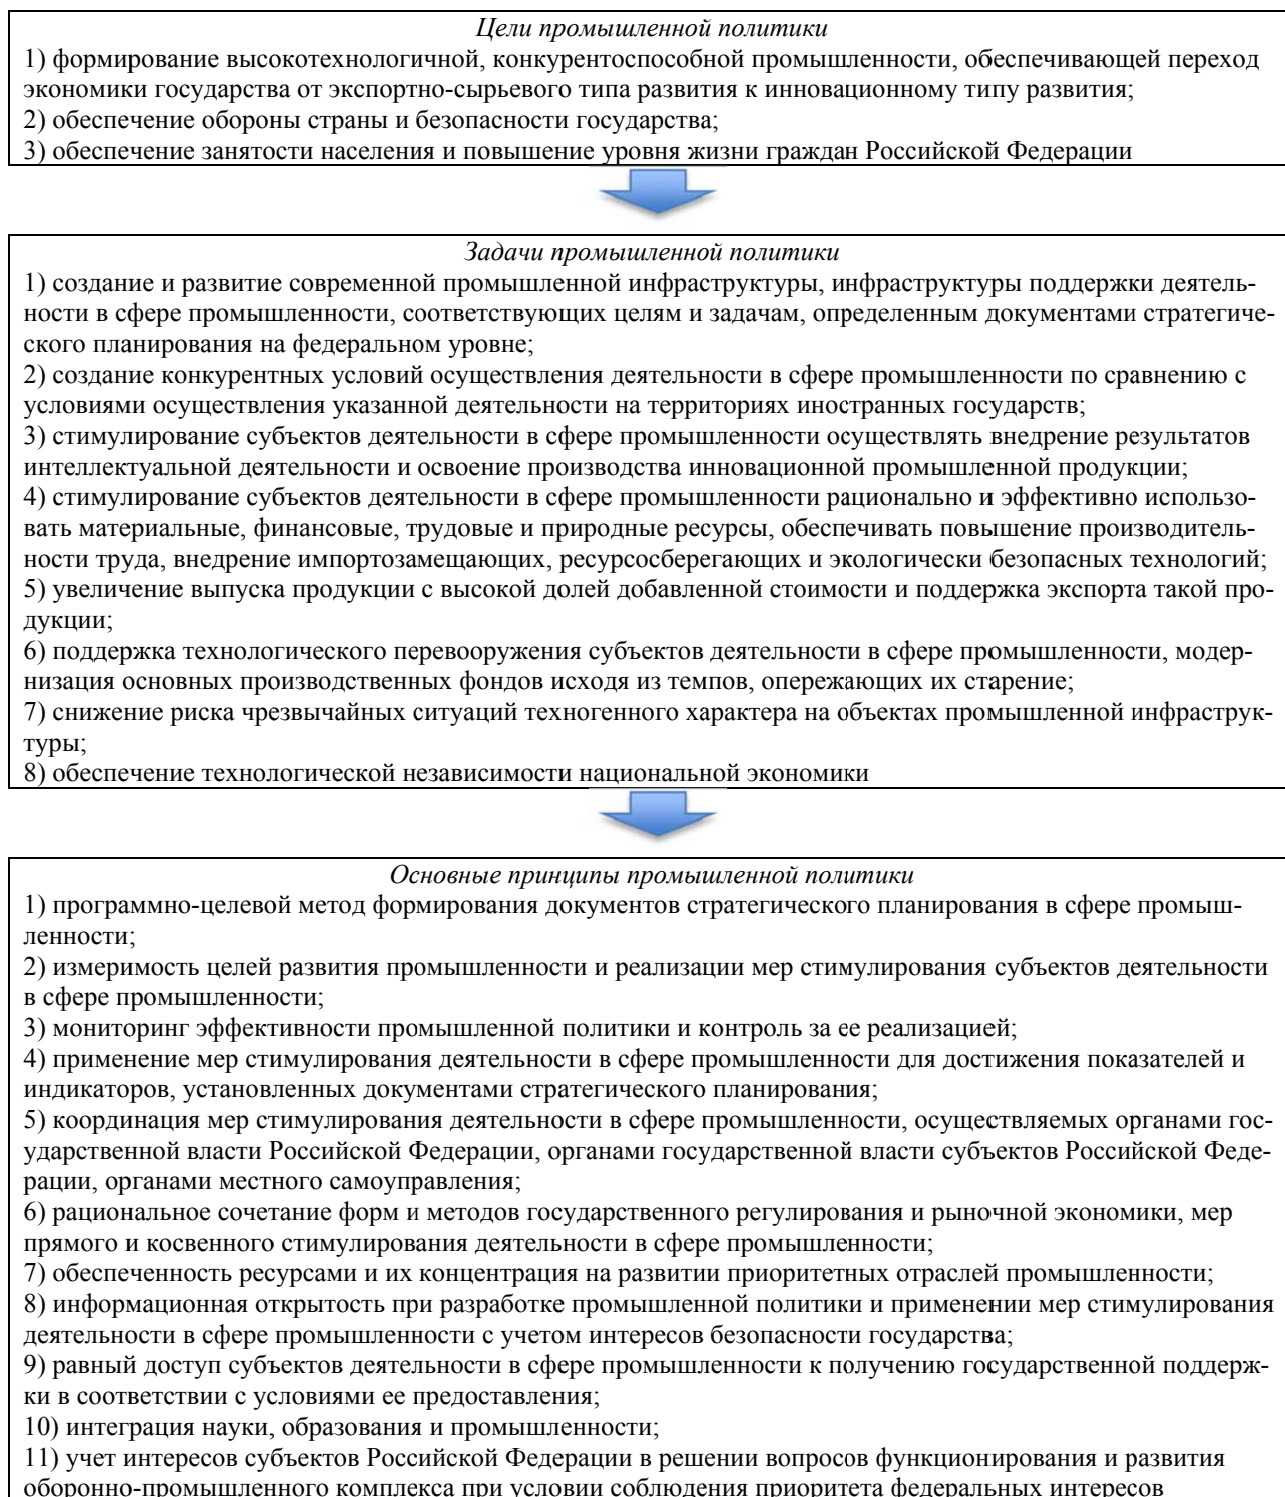 Цели промышленной политики
1) формирование высокотехнологичной, конкурентоспособной промышленности, обеспечивающей переход
экономики государства от экспортно-сырьевого типа развития к инновационному типу развития;
2) обеспечение обороны страны и безопасности государства;
3) обеспечение занятости населения и повышение уровня жизни граждан Российской Федерации
Задачи промышленной политики
1) создание и развитие современной промышленной инфраструктуры, инфраструктуры поддержки деятель-
ности в сфере промышленности, соответствующих целям и задачам, определенным документами стратегиче-
ского планирования на федеральном уровне;
2) создание конкурентных условий осуществления деятельности в сфере промышленности по сравнению с
условиями осуществления указанной деятельности на территориях иностранных государств;
3) стимулирование субъектов деятельности в сфере промышленности осуществлять внедрение результатов
интеллектуальной деятельности и освоение производства инновационной промышленной продукции;
4) стимулирование субъектов деятельности в сфере промышленности рационально и эффективно использо-
вать материальные, финансовые, трудовые и природные ресурсы, обеспечивать повышение производитель-
ности труда, внедрение импортозамещающих, ресурсосберегающих и экологически безопасных технологий;
5) увеличение выпуска продукции с высокой долей добавленной стоимости и поддержка экспорта такой про-
дукции;
6) поддержка технологического перевооружения субъектов деятельности в сфере промышленности, модер-
низация основных производственных фондов исходя из темпов, опережающих их старение;
7) снижение риска чрезвычайных ситуаций техногенного характера на объектах промышленной инфраструк-
туры;
8) обеспечение технологической независимости национальной экономики
Основные принципы промышленной политики
1) программно-целевой метод формирования документов стратегического планирования в сфере промыш-
ленности;
2) измеримость целей развития промышленности и реализации мер стимулирования субъектов деятельности
в сфере промышленности;
3) мониторинг эффективности промышленной политики и контроль за ее реализацией;
4) применение мер стимулирования деятельности в сфере промышленности для достижения показателей и
индикаторов, установленных документами стратегического планирования;
5) координация мер стимулирования деятельности в сфере промышленности, осуществляемых органами гос-
ударственной власти Российской Федерации, органами государственной власти субъектов Российской Феде-
рации, органами местного самоуправления;
6) рациональное сочетание форм и методов государственного регулирования и рыночной экономики, мер
прямого и косвенного стимулирования деятельности в сфере промышленности;
7) обеспеченность ресурсами и их концентрация на развитии приоритетных отраслей промышленности;
8) информационная открытость при разработке промышленной политики и применении мер стимулирования
деятельности в сфере промышленности с учетом интересов безопасности государства;
9) равный доступ субъектов деятельности в сфере промышленности к получению государственной поддерж-
ки в соответствии с условиями ее предоставления;
10) интеграция науки, образования и промышленности;
11) учет интересов субъектов Российской Федерации в решении вопросов функционирования и развития
оборонно-промышленного комплекса при условии соблюдения приоритета федеральных интересов